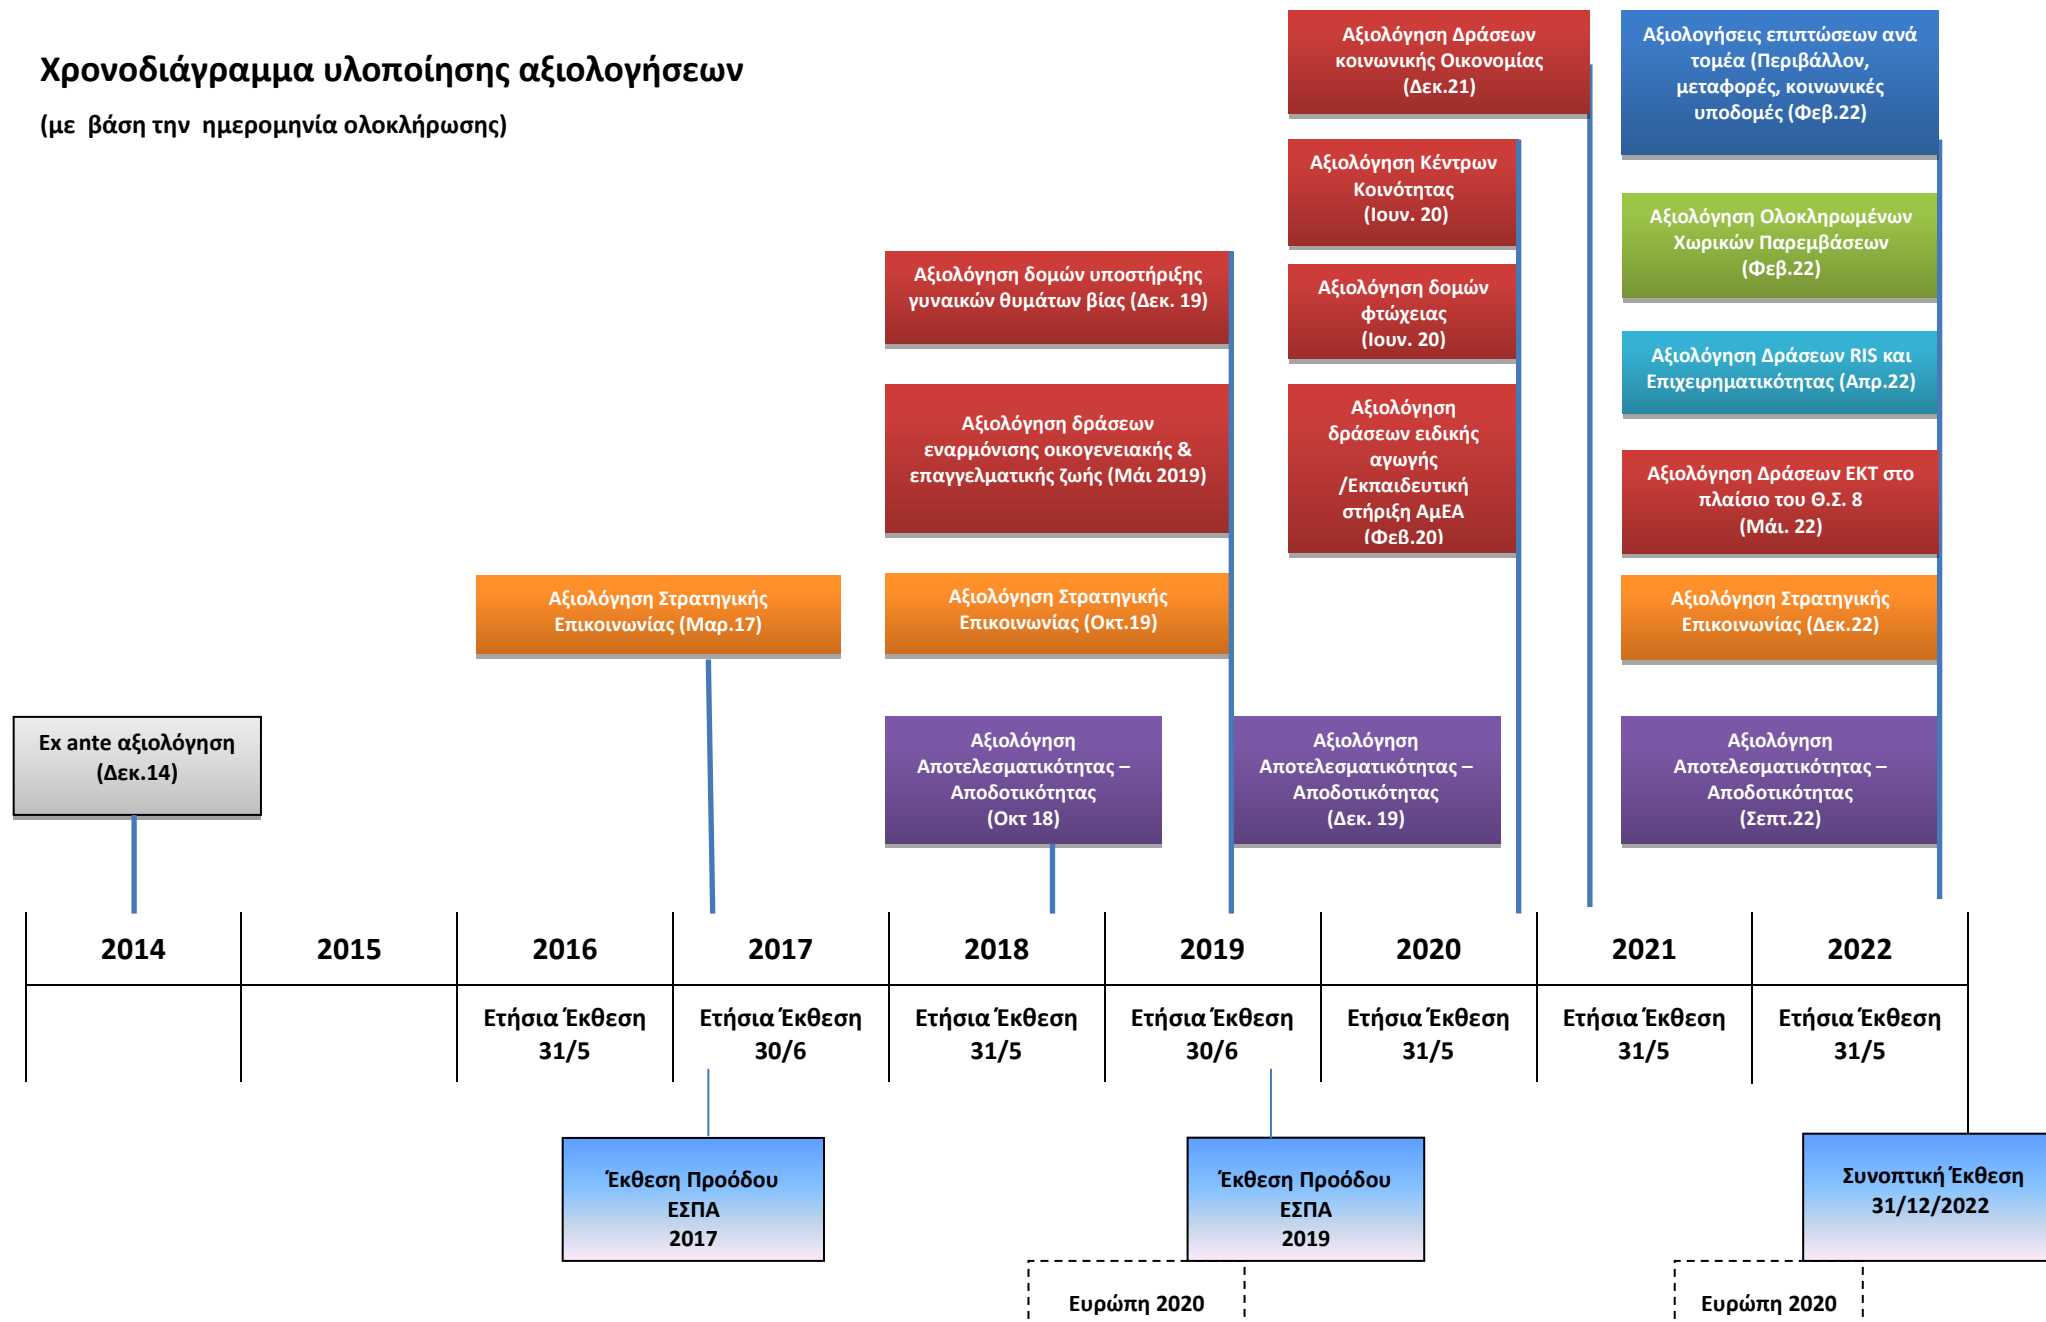 Χρονοδιάγραμμα υλοποίησης αξιολογήσεων
(με βάση την ημερομηνία ολοκλήρωσης)
Αξιολόγηση Δράσεων
κοινωνικής Οικονομίας
(Δεκ.21)
Αξιολογήσεις επιπτώσεων ανά
τομέα (Περιβάλλον,
μεταφορές, κοινωνικές
υποδομές (Φεβ.22)
Αξιολόγηση Κέντρων
Κοινότητας
(Ιουν. 20)
Αξιολόγηση Ολοκληρωμένων
Χωρικών Παρεμβάσεων
(Φεβ.22)
Αξιολόγηση δομών υποστήριξης
γυναικών θυμάτων βίας (Δεκ. 19)
Αξιολόγηση δομών
φτώχειας
(Ιουν. 20)
Αξιολόγηση Δράσεων RIS και
Επιχειρηματικότητας (Απρ.22)
Αξιολόγηση δράσεων
εναρμόνισης οικογενειακής &
επαγγελματικής ζωής (Μάι 2019)
Αξιολόγηση
δράσεων ειδικής
αγωγής
/Εκπαιδευτική
στήριξη ΑμΕΑ
(Φεβ.20)
Αξιολόγηση Δράσεων ΕΚΤ στο
πλαίσιο του Θ.Σ. 8
(Μάι. 22)
Αξιολόγηση Στρατηγικής
Επικοινωνίας (Μαρ.17)
Αξιολόγηση Στρατηγικής
Επικοινωνίας (Οκτ.19)
Αξιολόγηση Στρατηγικής
Επικοινωνίας (Δεκ.22)
Ex ante αξιολόγηση
(Δεκ.14)
Αξιολόγηση
Αποτελεσματικότητας –
Αποδοτικότητας
(Οκτ 18)
Αξιολόγηση
Αποτελεσματικότητας –
Αποδοτικότητας
(Δεκ. 19)
Αξιολόγηση
Αποτελεσματικότητας –
Αποδοτικότητας
(Σεπτ.22)
2014 2015 2016 2017 2018 2019 2020 2021 2022
Ετήσια Έκθεση Ετήσια Έκθεση Ετήσια Έκθεση Ετήσια Έκθεση Ετήσια Έκθεση Ετήσια Έκθεση Ετήσια Έκθεση
31/5 30/6 31/5 30/6 31/5 31/5 31/5
Έκθεση Προόδου
ΕΣΠΑ
2017
Έκθεση Προόδου
ΕΣΠΑ
2019
Συνοπτική Έκθεση
31/12/2022
Ευρώπη 2020
Ευρώπη 2020